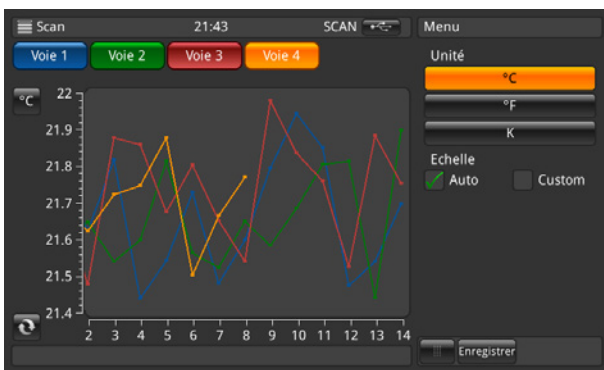 Scan 21:43 SCAN Menu
Voie 1 Voie 2 Voie 3 Voie 4
Unité
°C
°F
K
Echelle
Auto Custom
°C
22
21.9
21.8
21.7
21.6
21.5
21.4
2 3 4 5 6 7 8 9 10 11 12 13 14
Enregistrer